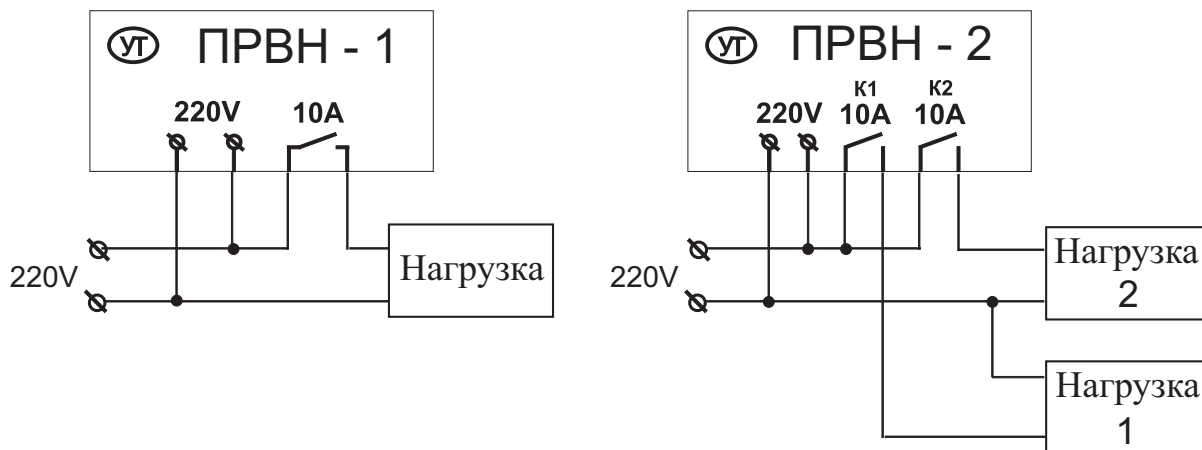 УТ ПРВН - 1
220V 10A
220V
Нагрузка
УТ ПРВН - 2
К1 К2
220V 10A 10A
220V
Нагрузка
2
Нагрузка
1